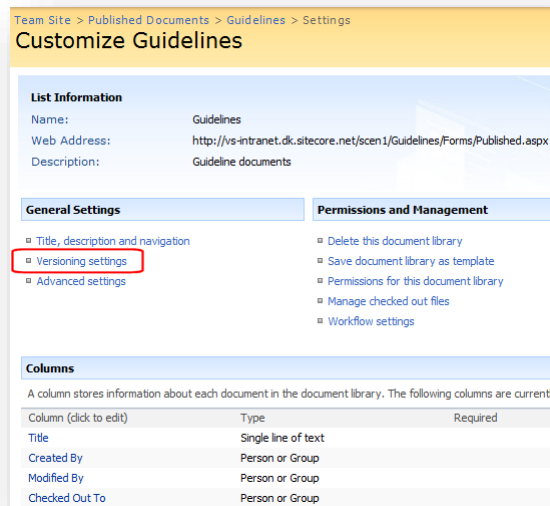 Team Site > Published Documents > Guidelines > Settings
Customize Guidelines
List Information
Name: Guidelines
Web Address: http://vs-intranet.dk.sitecore.net/scen1/Guidelines/Forms/Published.aspx
Description: Guideline documents
General Settings
Title, description and navigation
Versioning settings
Advanced settings
Permissions and Management
Delete this document library
Save document library as template
Permissions for this document library
Manage checked out files
Workflow settings
Columns
A column stores information about each document in the document library. The following columns are current
Column (click to edit) Type Required
Title Single line of text
Created By Person or Group
Modified By Person or Group
Checked Out To Person or Group